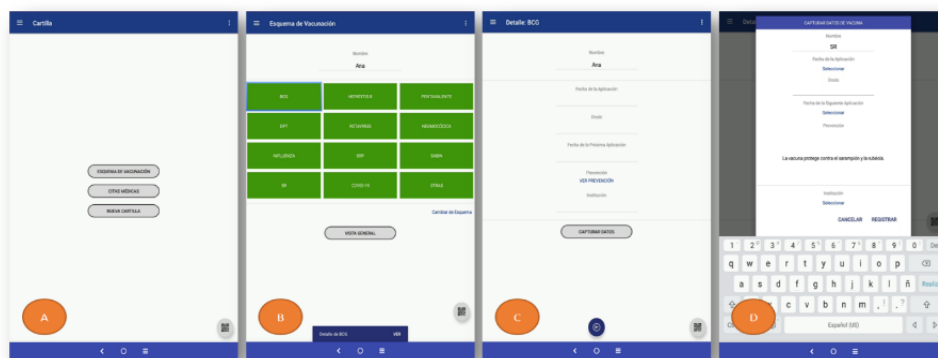 Cartilla
ESQUEMA DE VACUNACIÓN
CITAS MÉDICAS
NUEVA CARTILLA
A
Esquema de Vacunación
Nombre
Ana
BCG
HEPATITIS B
PENTAVALENTE
DPT
ROTAVIRUS
NEUMOCÓCICA
INFLUENZA
SRP
SABIN
SR
COVID-19
OTRAS
Cambiar de Esquema
VISTA GENERAL
B
Detalle de BCG
VER
Detalle: BCG
Nombre
Ana
Fecha de la Aplicación
Dosis
Fecha de la Próxima Aplicación
Prevención
VER PREVENCIÓN
Institución
CAPTURAR DATOS
C
Deta
CAPTURAR DATOS DE VACUNA
Nombre
SR
Fecha de la Aplicación
Seleccionar
Dosis
Fecha de la Siguiente Aplicación
Seleccionar
Prevención
La vacuna protege contra el sarampión y la rubéola.
Institución
Seleccionar
CANCELAR REGISTRAR
1 2 3 4 5 6 7 8 9 0 Del
q w e r t y u i o p
a s d f g h j k l ñ Realiz
c v b n m , . ?
Español (US)
D